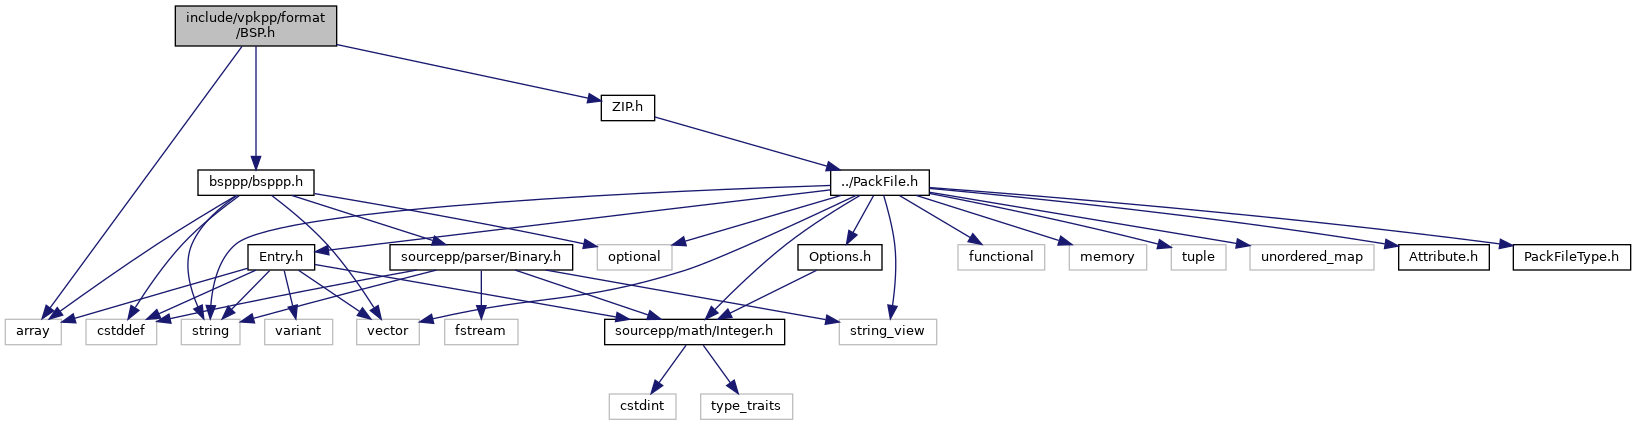 include/vpkpp/format
/BSP.h
ZIP.h
bsppp/bsppp.h
../PackFile.h
Entry.h
sourcepp/parser/Binary.h
optional
Options.h
functional
memory
tuple
unordered_map
Attribute.h
PackFileType.h
array
cstddef
string
variant
vector
fstream
sourcepp/math/Integer.h
string_view
cstdint
type_traits